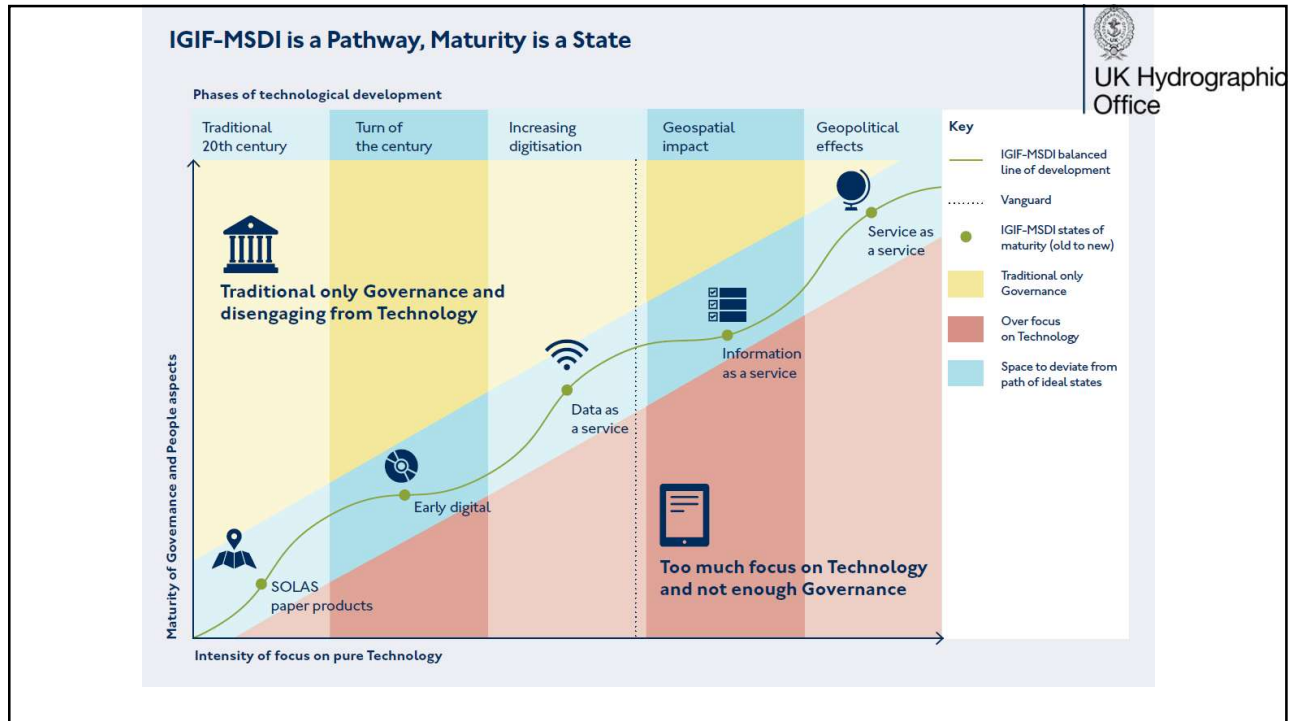 IGIF-MSDI is a Pathway, Maturity is a State
UK Hydrographic
Office
Phases of technological development
Traditional
20th century
Turn of
the century
Increasing
digitisation
Geospatial
impact
Geopolitical
effects
Key
IGIF-MSDI balanced
line of development
Vanguard
IGIF-MSDI states of
maturity (old to new)
Traditional only
Governance
Over focus
on Technology
Space to deviate from
path of ideal states
Traditional only Governance and
disengaging from Technology
Service as
a service
Information
as a service
Data as
a service
Early digital
SOLAS
paper products
Too much focus on Technology
and not enough Governance
Maturity of Governance and People aspects
Intensity of focus on pure Technology